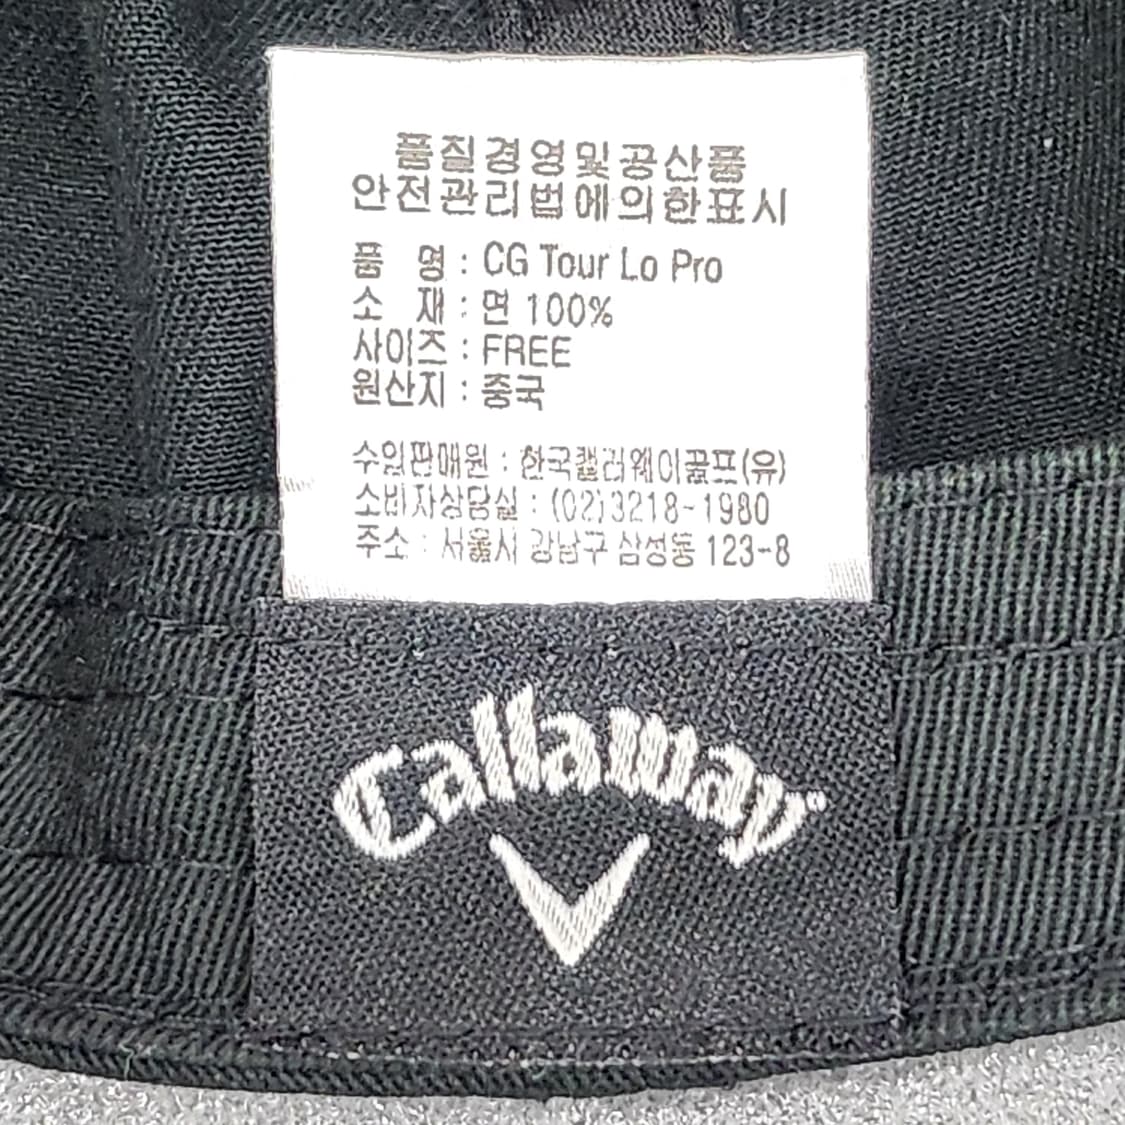 품질경영및공산품
안전관리법에의한표시
품 명 : CG Tour Lo Pro
소 재 : 면 100%
사이즈 : FREE
원산지 : 중국
수입판매원 : 한국캘러웨이골프(유)
소비자상담실 : (02)3218-1980
주소 : 서울시 강남구 삼성동 123-8
Callaway®